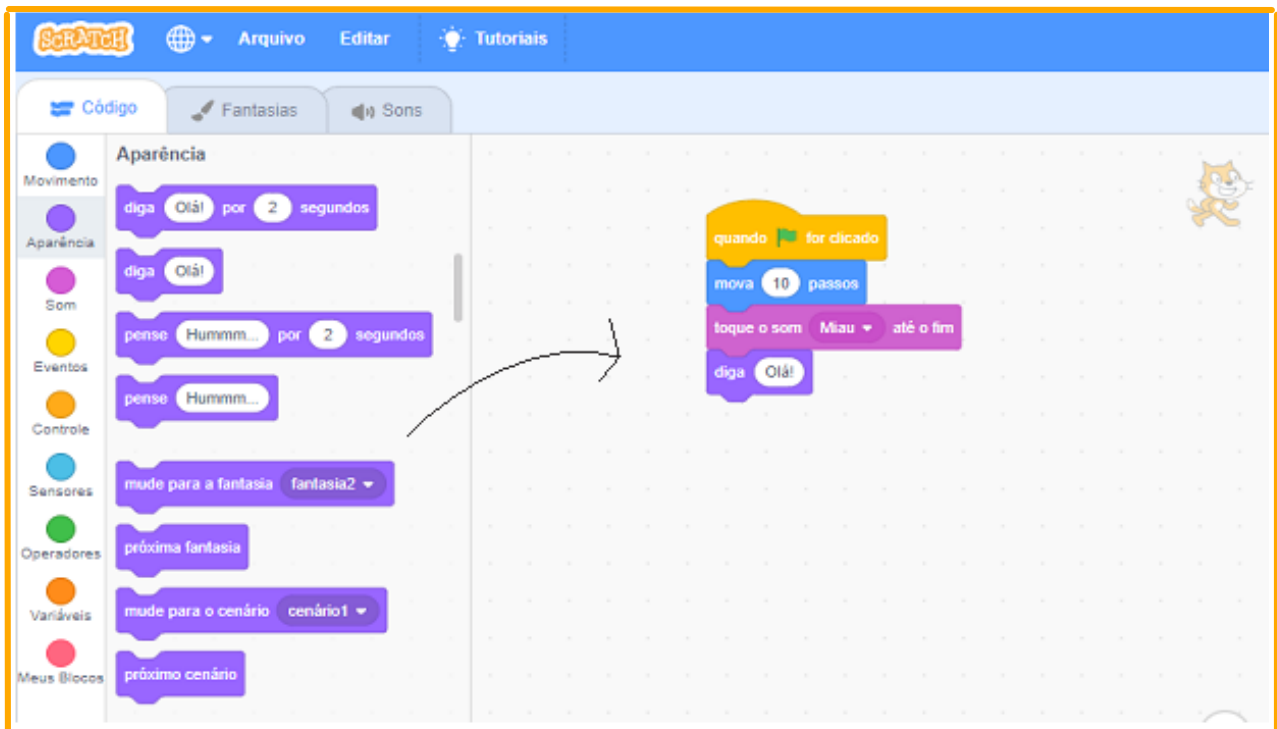 SCRATCH Arquivo Editar Tutoriais
Código Fantasias Sons
Movimento
Aparência
Som
Eventos
Controle
Sensores
Operadores
Variáveis
Meus Blocos
Aparência
diga Olá! por 2 segundos
diga Olá!
pense Hummm... por 2 segundos
pense Hummm...
mude para a fantasia fantasia2
próxima fantasia
mude para o cenário cenário1
próximo cenário
quando for clicado
mova 10 passos
toque o som Miau até o fim
diga Olá!